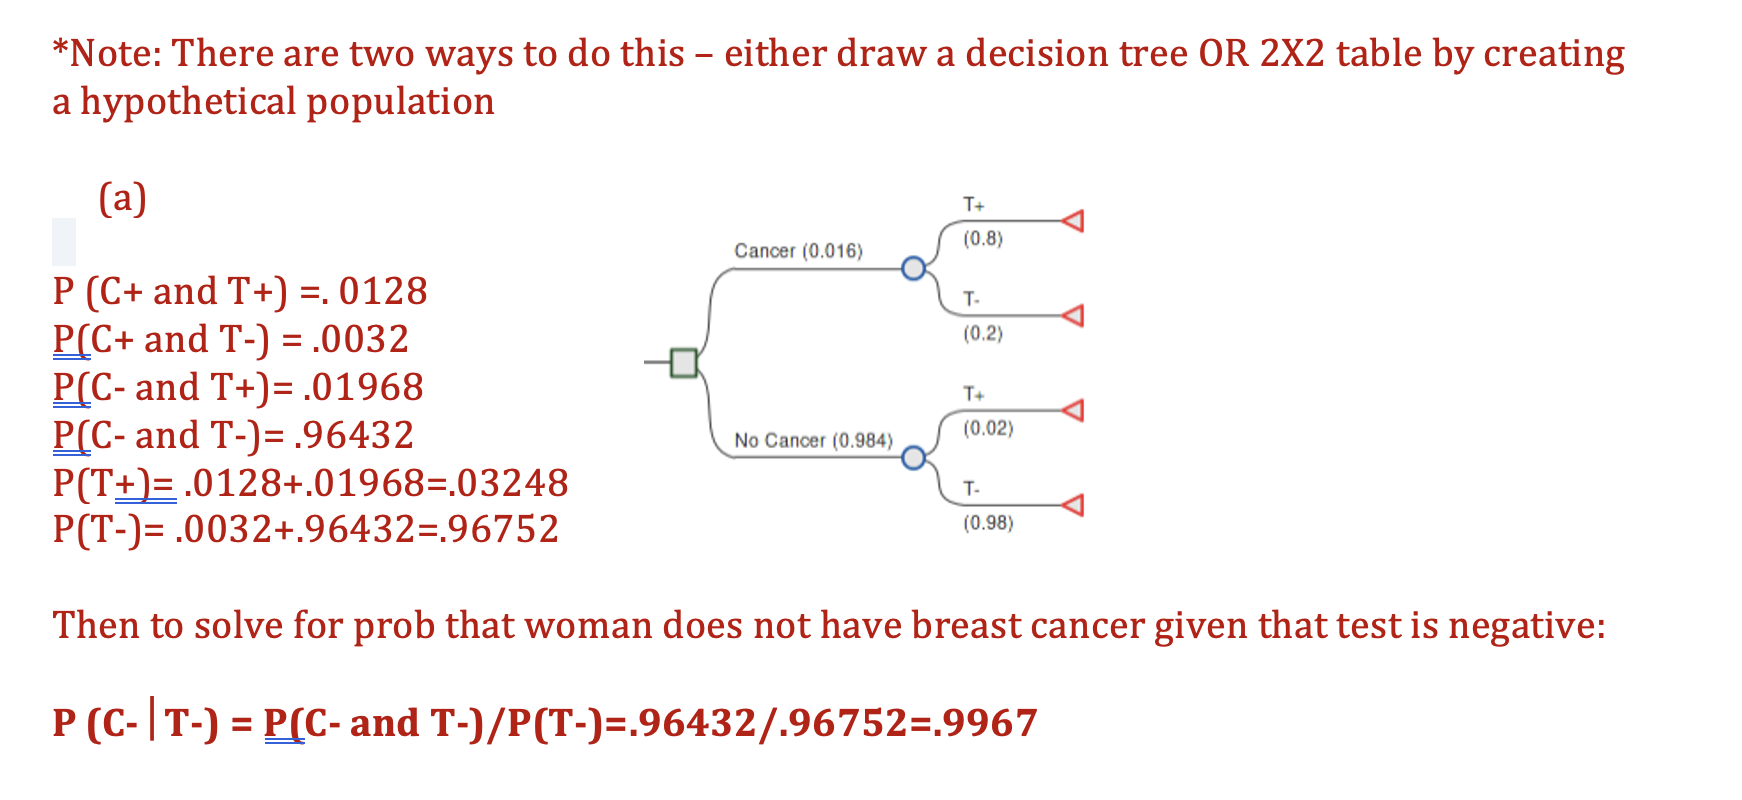 *Note: There are two ways to do this – either draw a decision tree OR 2X2 table by creating
a hypothetical population
(a)
P (C+ and T+) =. 0128
P(C+ and T-) = .0032
P(C- and T+)= .01968
P(C- and T-)= .96432
P(T+)= .0128+.01968=.03248
P(T-)= .0032+.96432=.96752
Cancer (0.016)
T+
(0.8)
T-
(0.2)
No Cancer (0.984)
T+
(0.02)
T-
(0.98)
Then to solve for prob that woman does not have breast cancer given that test is negative:
P (C-|T-) = P(C- and T-)/P(T-)=.96432/.96752=.9967